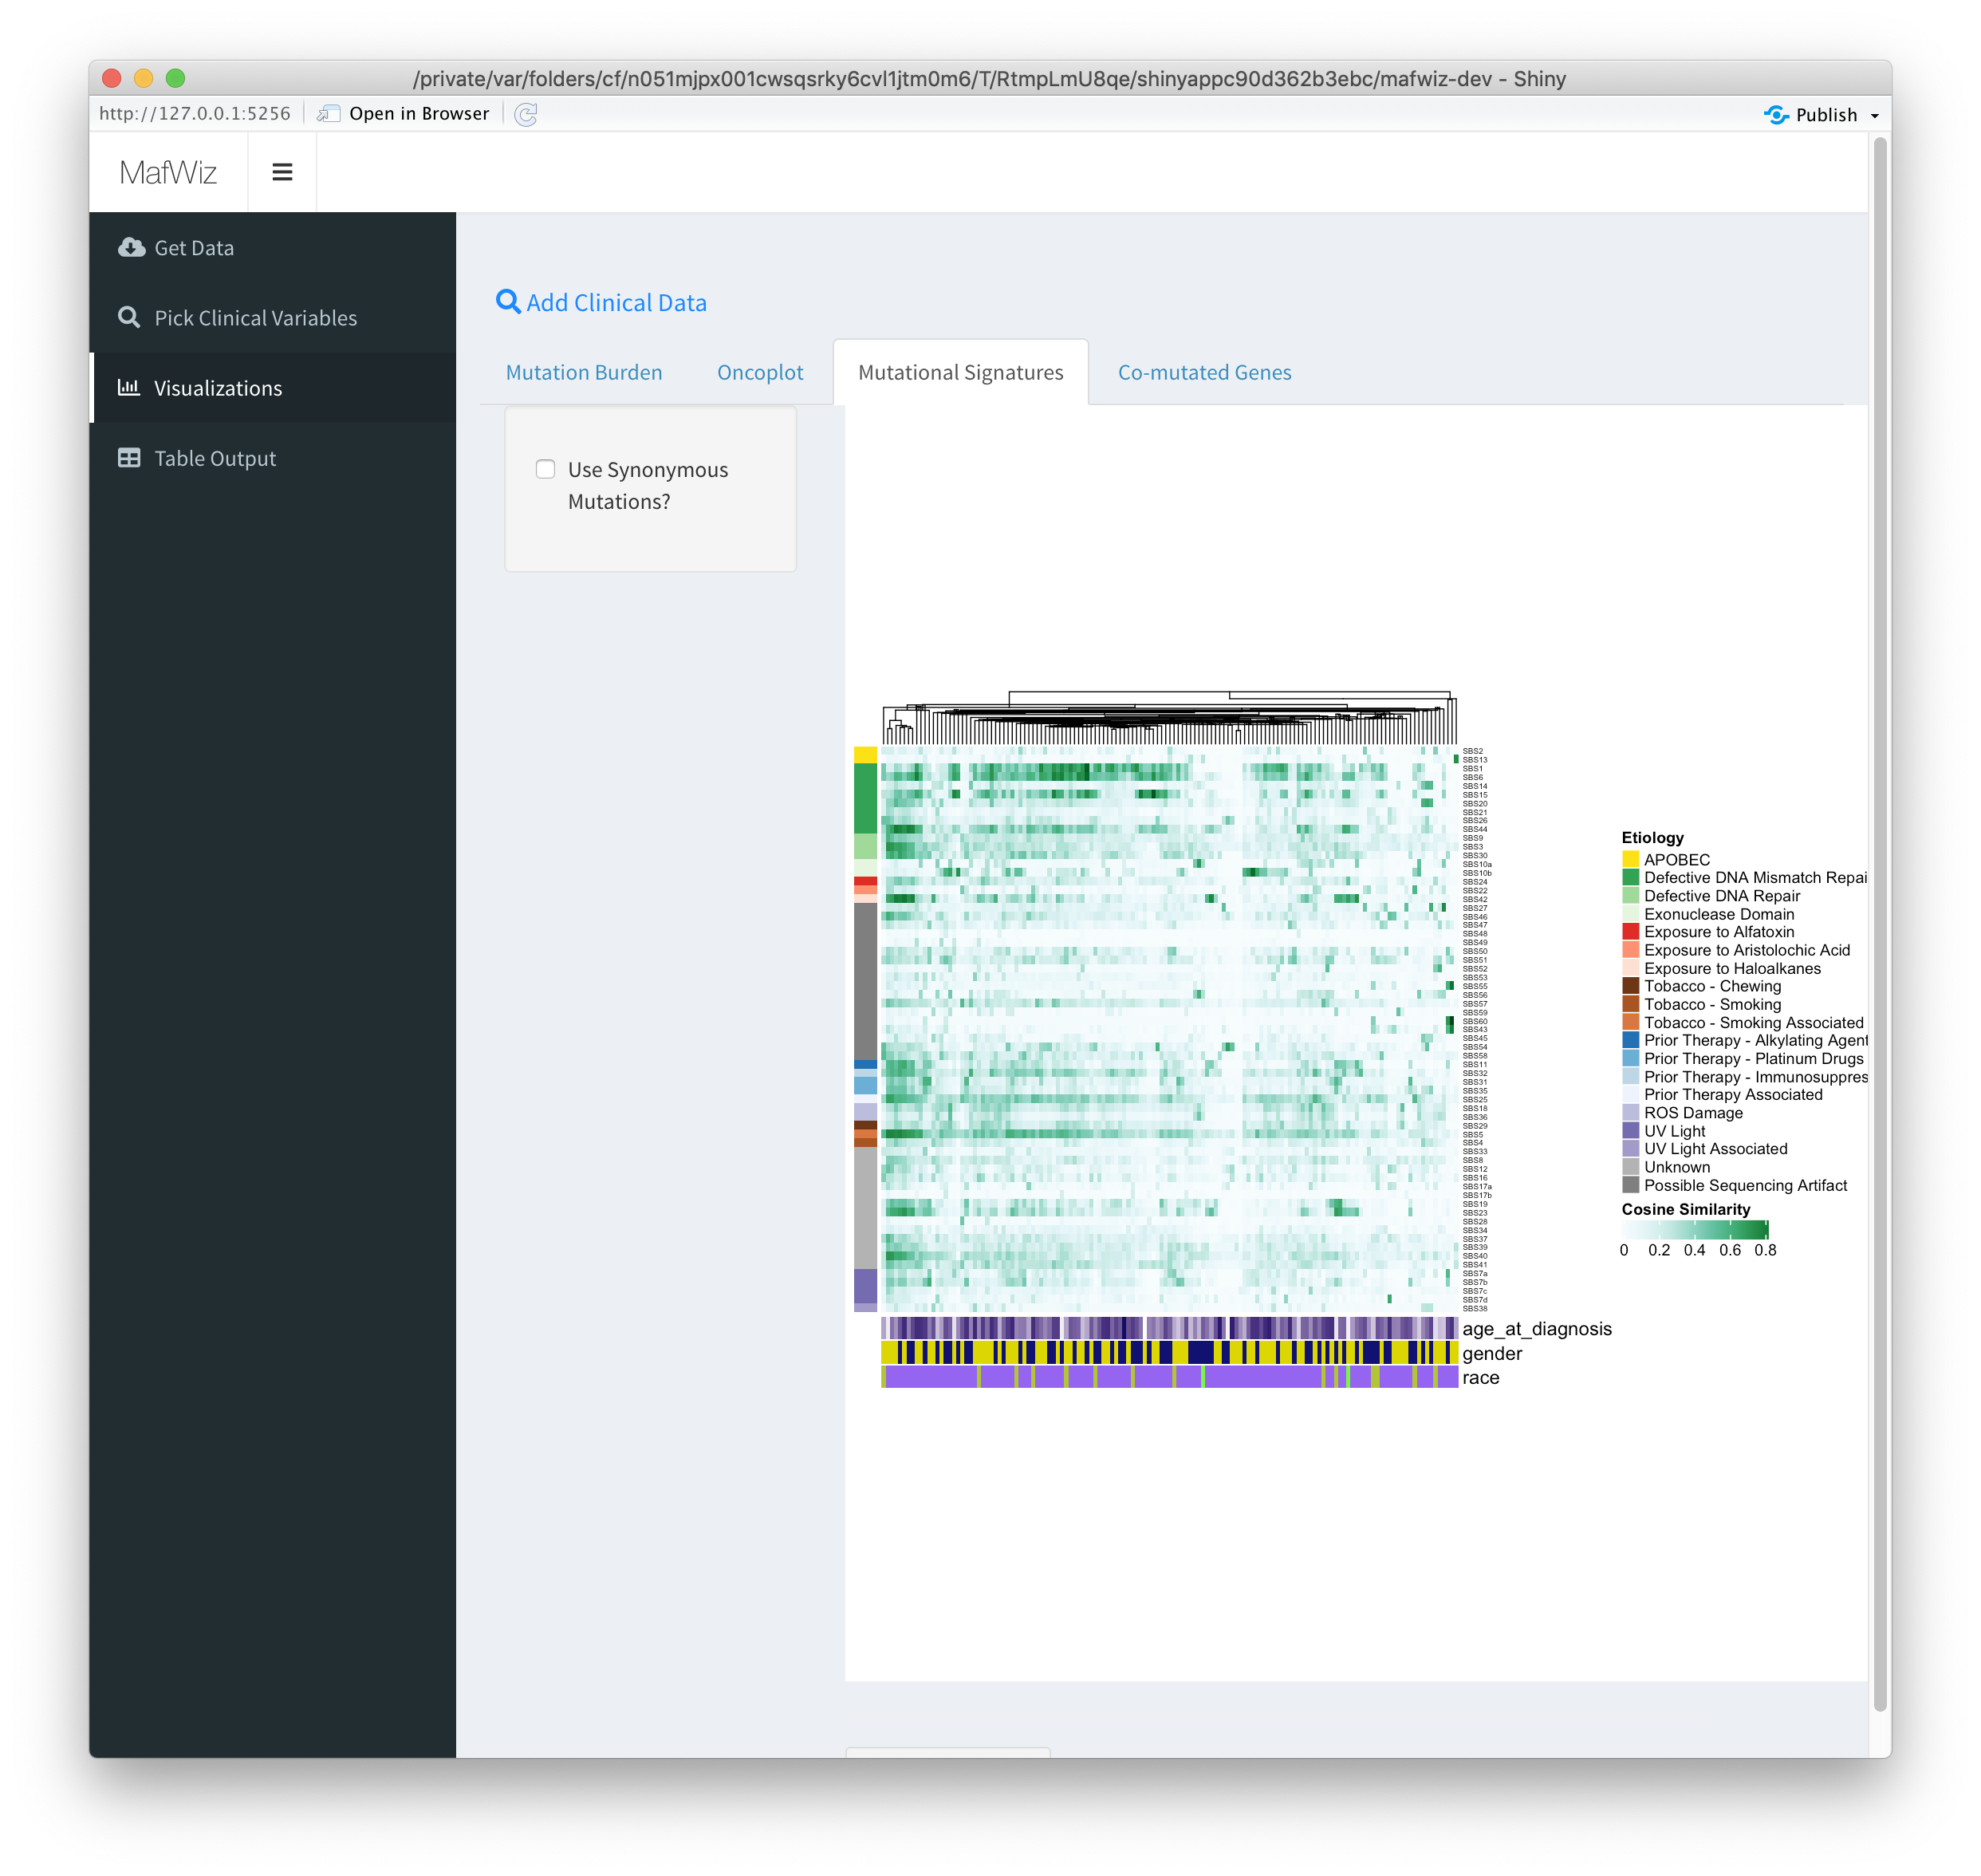 /private/var/folders/cf/n051mjpx001cwsqsrky6cvl1jtm0m6/T/RtmpLmU8qe/shinyappc90d362b3ebc/mafwiz-dev - Shiny
http://127.0.0.1:5256 Open in Browser Publish
MafWiz
Get Data
Pick Clinical Variables
Visualizations
Table Output
Add Clinical Data
Mutation Burden Oncoplot Mutational Signatures Co-mutated Genes
Use Synonymous
Mutations?
SBS2
SBS13
SBS1
SBS6
SBS14
SBS15
SBS20
SBS21
SBS26
SBS44
SBS9
SBS3
SBS30
SBS10a
SBS10b
SBS24
SBS22
SBS42
SBS27
SBS46
SBS47
SBS48
SBS49
SBS50
SBS51
SBS52
SBS53
SBS55
SBS56
SBS57
SBS59
SBS60
SBS43
SBS45
SBS54
SBS58
SBS11
SBS32
SBS31
SBS35
SBS25
SBS18
SBS36
SBS29
SBS5
SBS4
SBS33
SBS8
SBS12
SBS16
SBS17a
SBS17b
SBS19
SBS23
SBS28
SBS34
SBS37
SBS39
SBS40
SBS41
SBS7a
SBS7b
SBS7c
SBS7d
SBS38
age_at_diagnosis
gender
race
Etiology
APOBEC
Defective DNA Mismatch Repai
Defective DNA Repair
Exonuclease Domain
Exposure to Alfatoxin
Exposure to Aristolochic Acid
Exposure to Haloalkanes
Tobacco - Chewing
Tobacco - Smoking
Tobacco - Smoking Associated
Prior Therapy - Alkylating Agent
Prior Therapy - Platinum Drugs
Prior Therapy - Immunosuppres
Prior Therapy Associated
ROS Damage
UV Light
UV Light Associated
Unknown
Possible Sequencing Artifact
Cosine Similarity
0 0.2 0.4 0.6 0.8